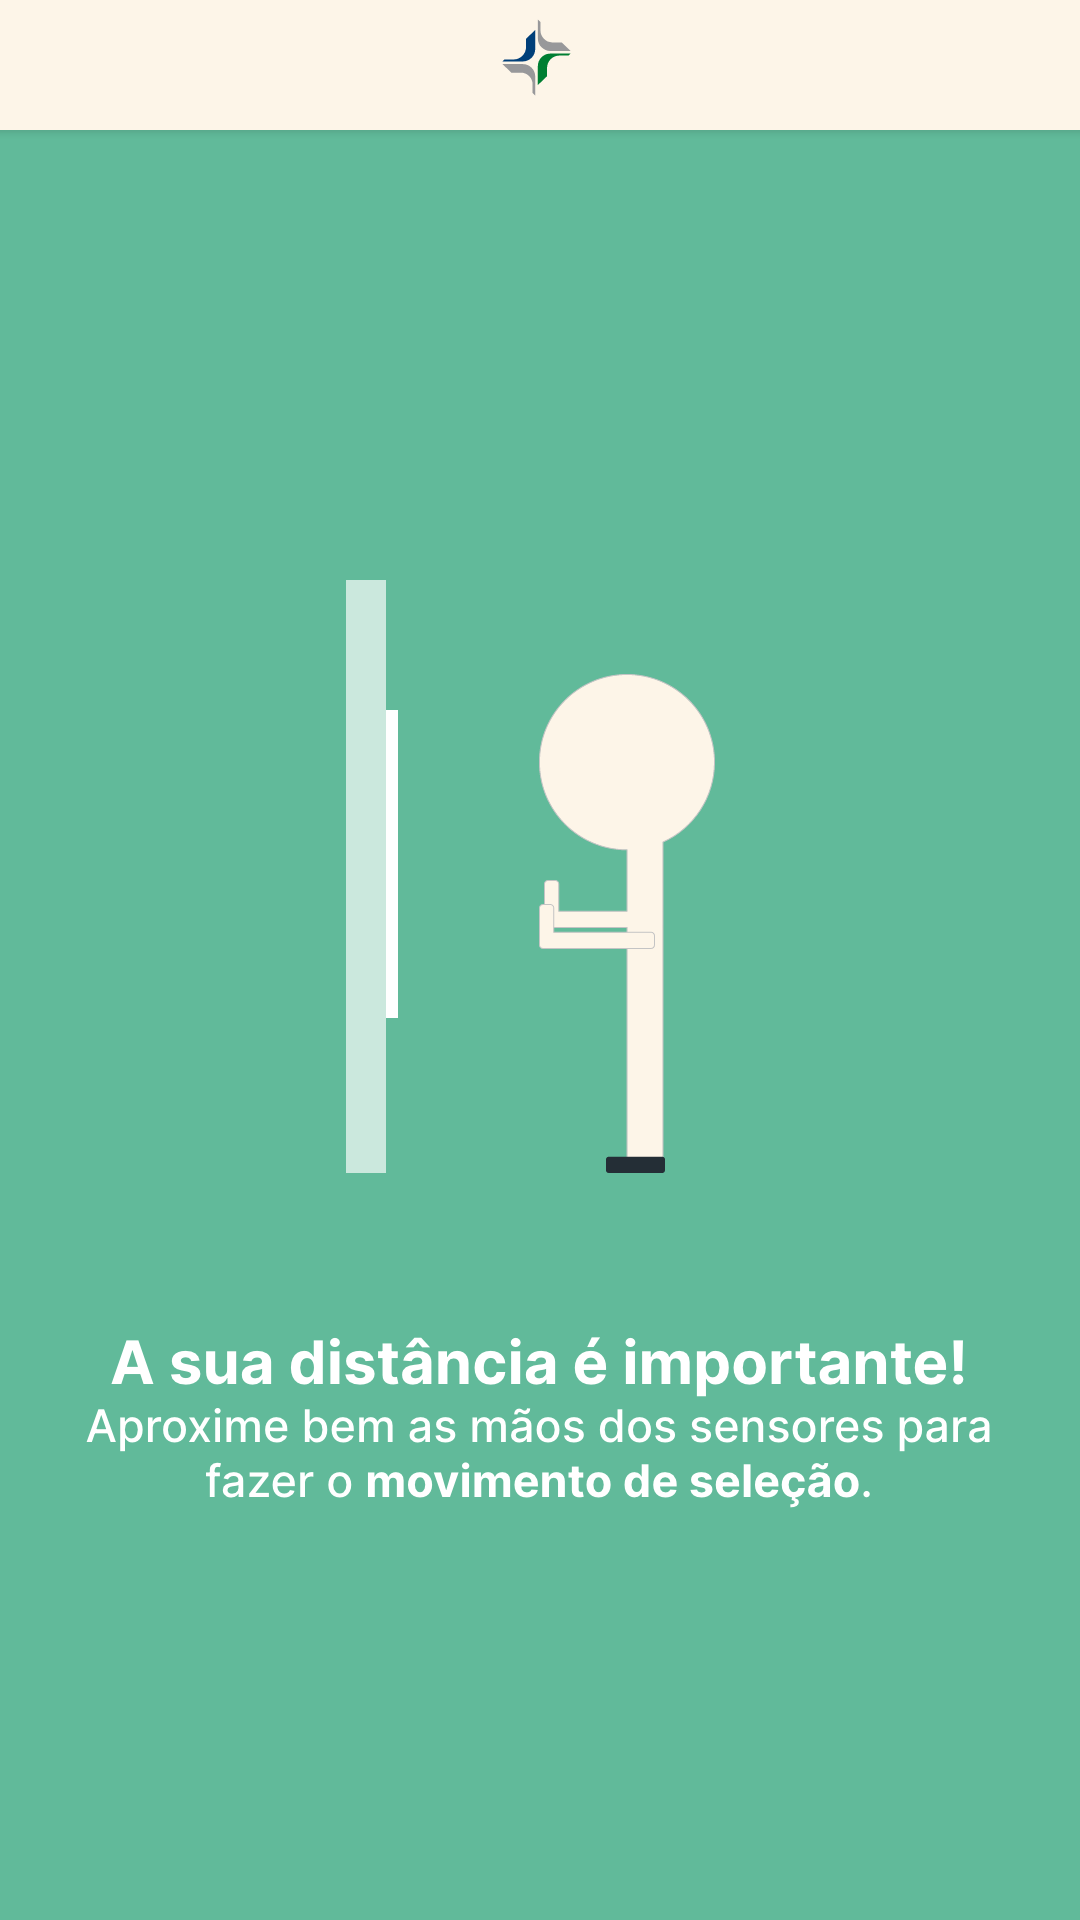 A sua distância é importante!
Aproxime bem as mãos dos sensores para
fazer o movimento de seleção.